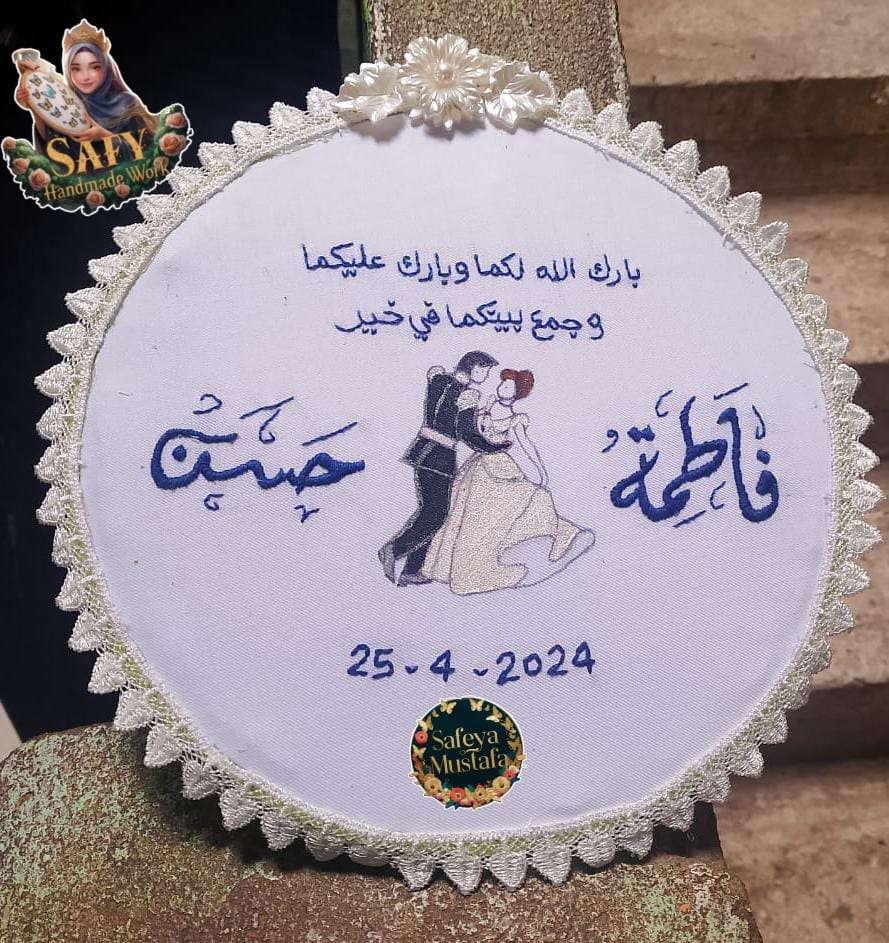 SAFY
Handmade Work
بارك الله لكما وبارك عليكما
وجمع بينكما في خير
فاطمة
حسين
25-4-2024
Safeya
Mustafa